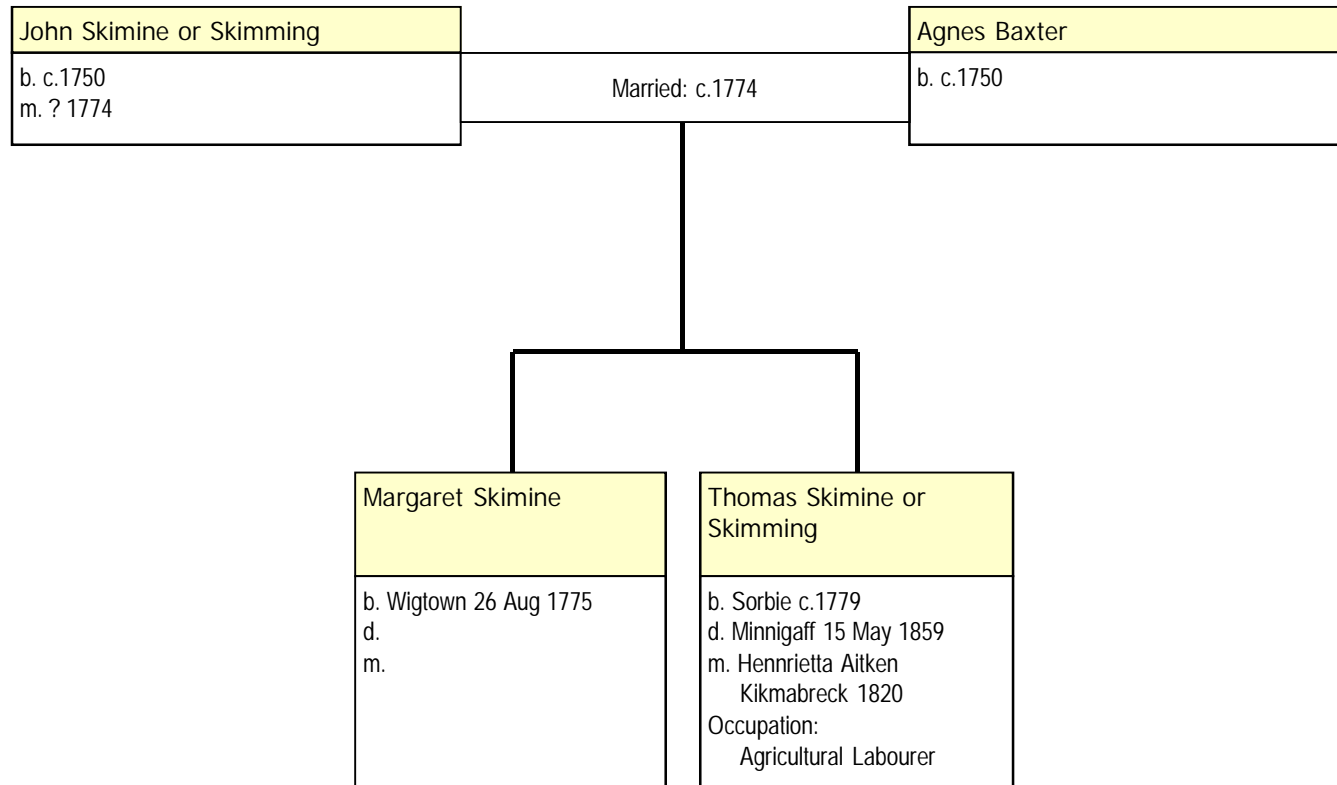 John Skimine or Skimming
b. c.1750
m. ? 1774
Married: c.1774
Agnes Baxter
b. c.1750
Margaret Skimine
b. Wigtown 26 Aug 1775
d.
m.
Thomas Skimine or
Skimming
b. Sorbie c.1779
d. Minnigaff 15 May 1859
m. Hennrietta Aitken
Kikmabreck 1820
Occupation:
Agricultural Labourer